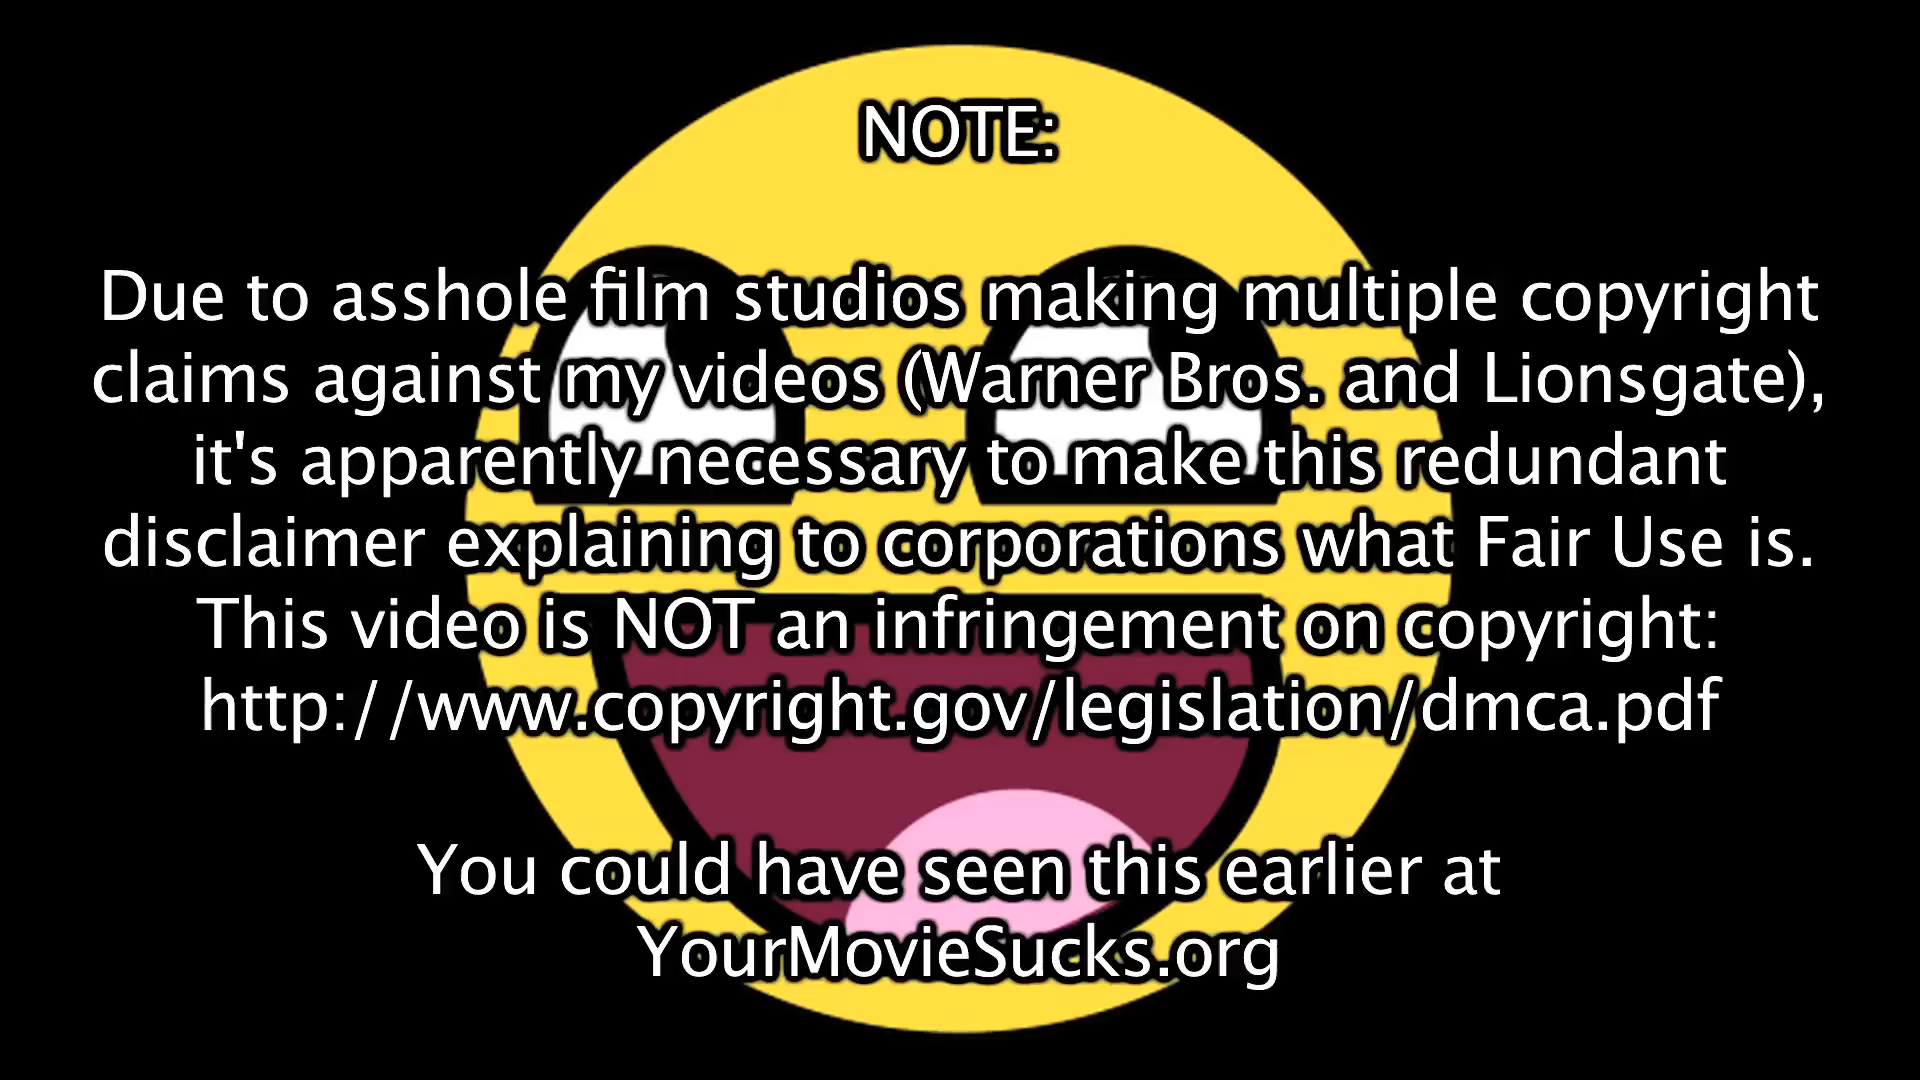 NOTE:
Due to asshole film studios making multiple copyright
claims against my videos (Warner Bros. and Lionsgate),
it's apparently necessary to make this redundant
disclaimer explaining to corporations what Fair Use is.
This video is NOT an infringement on copyright:
http://www.copyright.gov/legislation/dmca.pdf
You could have seen this earlier at
YourMovieSucks.org